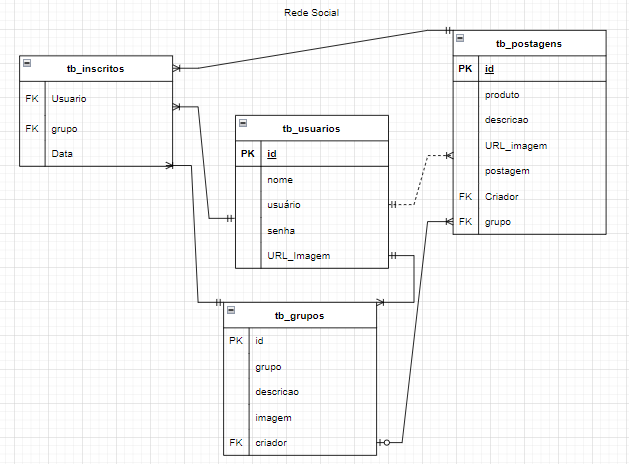 Rede Social
tb_inscritos
FK Usuario
FK grupo
Data
tb_usuarios
PK id
nome
usuário
senha
URL_Imagem
tb_postagens
PK id
produto
descricao
URL_imagem
postagem
FK Criador
FK grupo
tb_grupos
PK id
grupo
descricao
imagem
FK criador